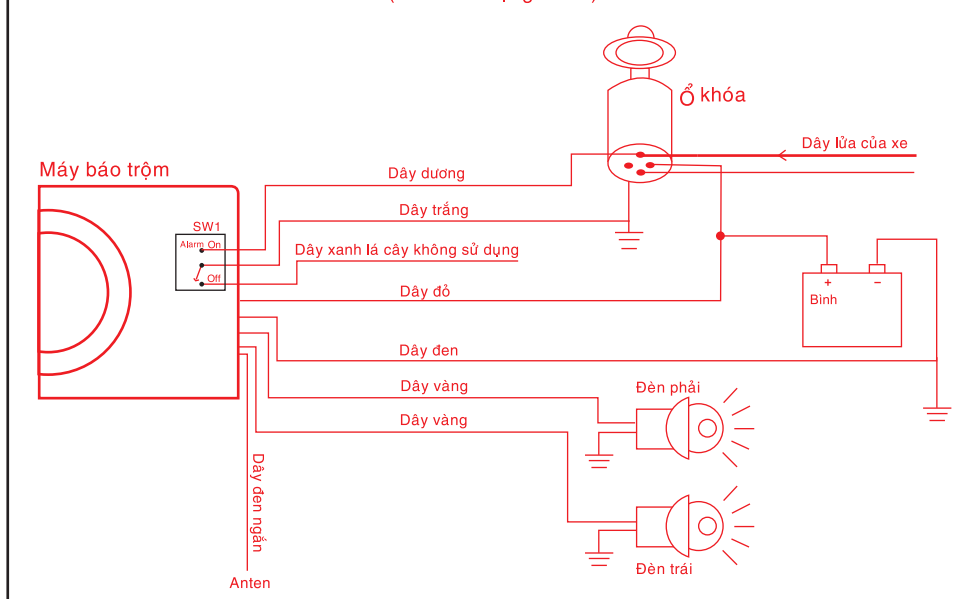 Ổ khóa
Dây lửa của xe
Máy báo trộm
Dây dương
Dây trắng
SW1
Alarm On
Dây xanh lá cây không sử dụng
Off
Dây đỏ
+
−
Bình
Dây đen
Dây vàng
Đèn phải
Dây vàng
Dây đen ngắn
Đèn trái
Anten